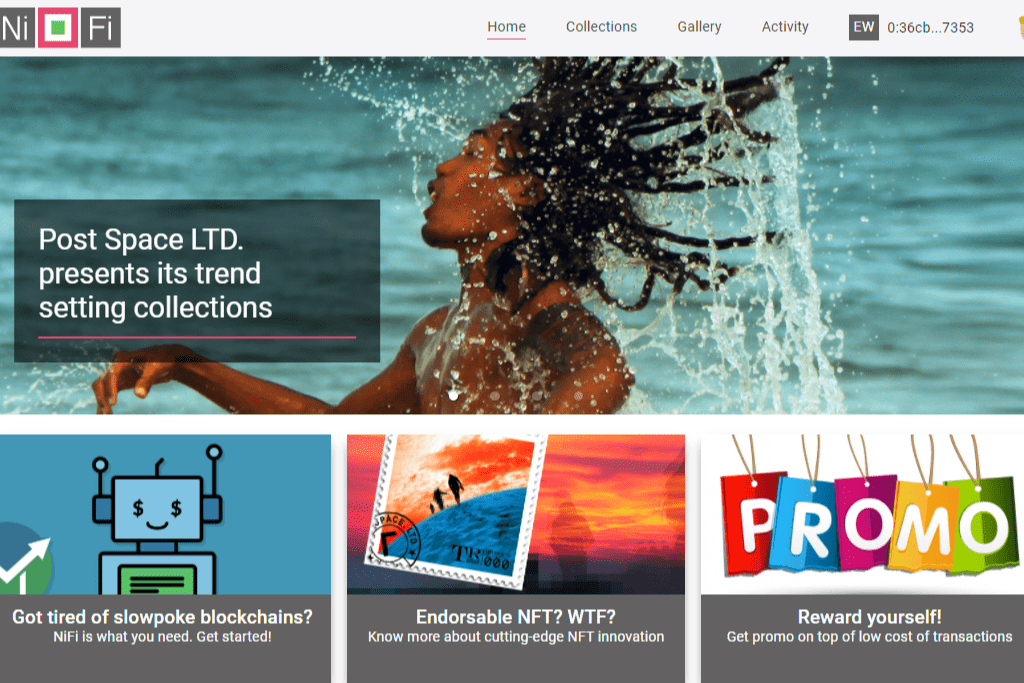 Ni Fi
Home Collections Gallery Activity EW 0:36cb...7353
Post Space LTD.
presents its trend
setting collections
$ $
PACE, LTD
F
000
PROMO
Got tired of slowpoke blockchains?
NiFi is what you need. Get started!
Endorsable NFT? WTF?
Know more about cutting-edge NFT innovation
Reward yourself!
Get promo on top of low cost of transactions